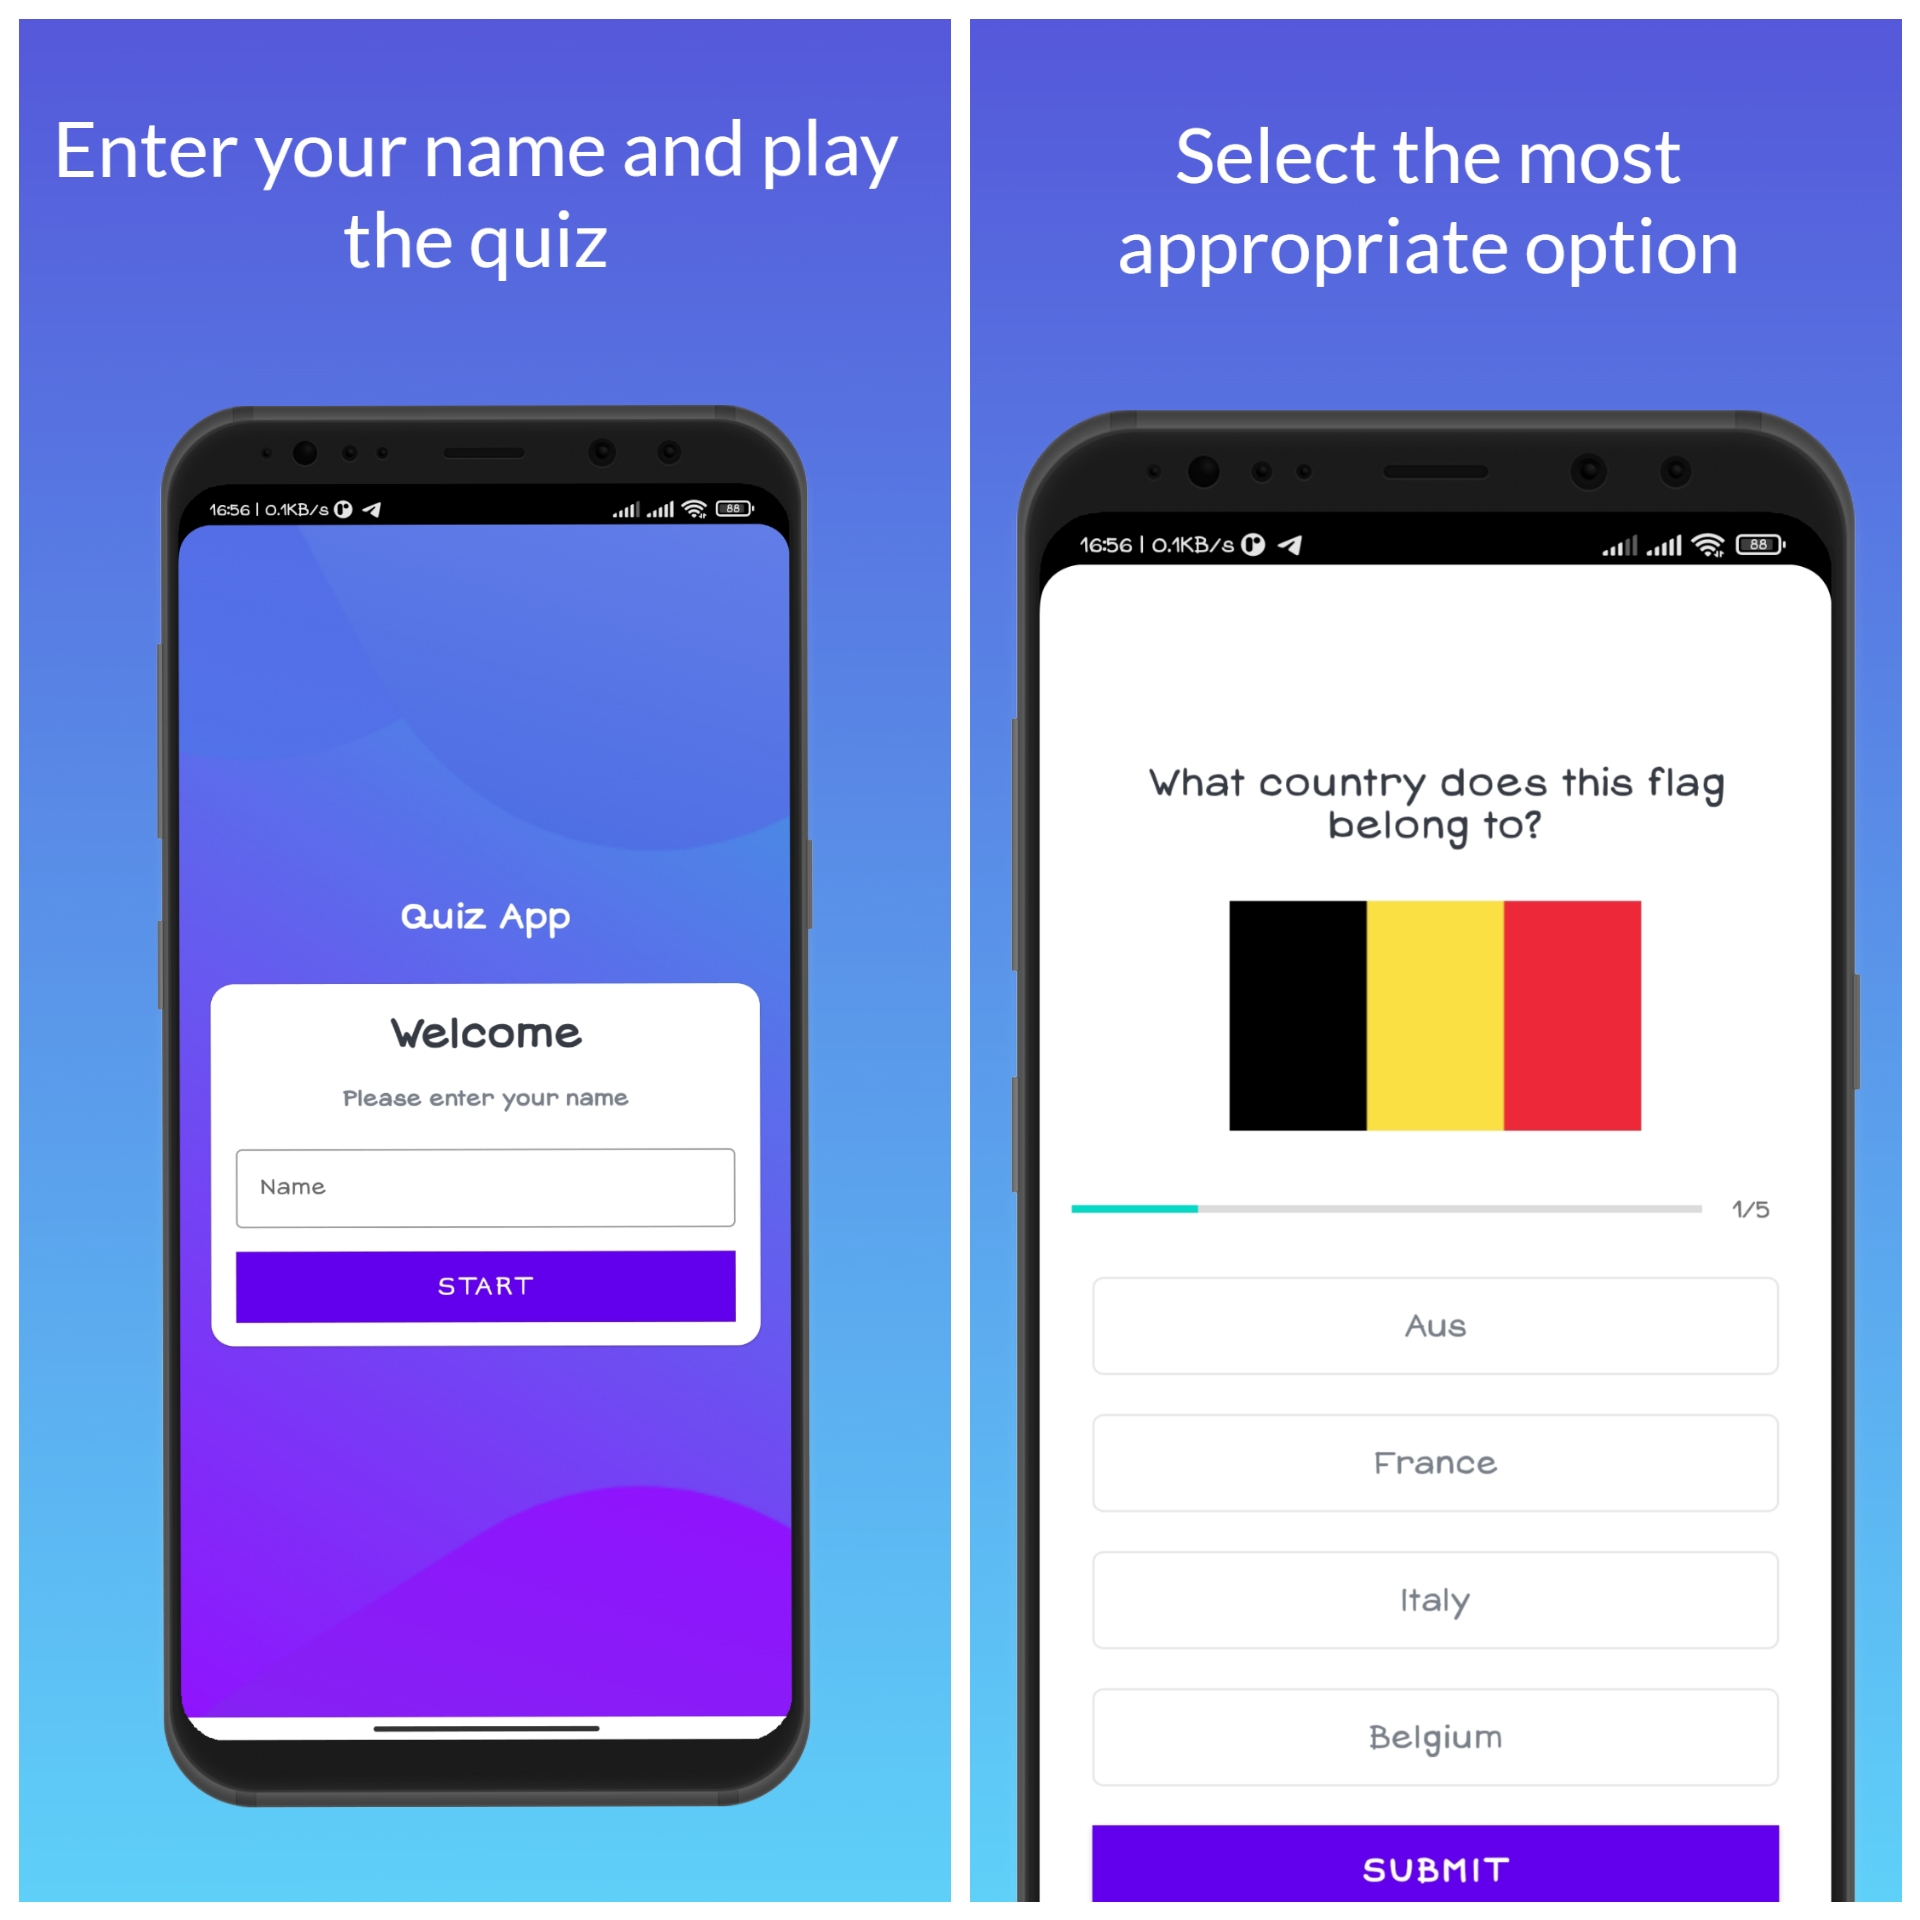 Enter your name and play
the quiz
16:56 | 0.1KB/s
88
Quiz App
Welcome
Please enter your name
Name
START
Select the most
appropriate option
16:56 | 0.1KB/s
88
What country does this flag
belong to?
1/5
Aus
France
Italy
Belgium
SUBMIT